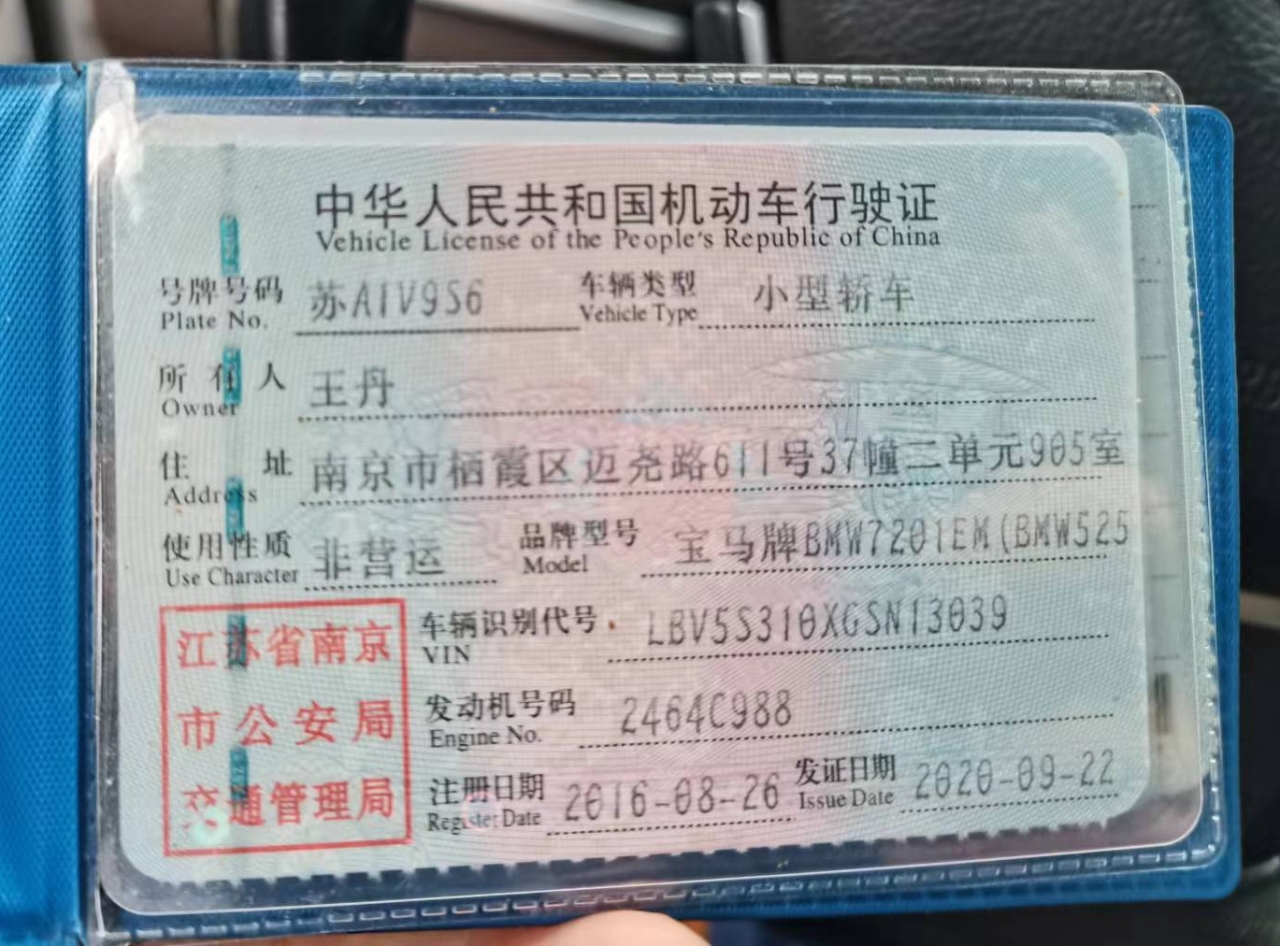 中华人民共和国机动车行驶证
Vehicle License of the People's Republic of China
号牌号码 苏A1V9S6 车辆类型 小型轿车
Plate No. Vehicle Type
所有人 王丹
Owner
住址 南京市栖霞区迈尧路611号37幢二单元905室
Address
使用性质 非营运 品牌型号 宝马牌BMW7201EM(BMW525
Use Character Model
车辆识别代号 LBV5S310XGSN13039
VIN
发动机号码 2464C988
Engine No.
注册日期 2016-08-26 发证日期 2020-09-22
Register Date Issue Date
江苏省南京
市公安局
交通管理局